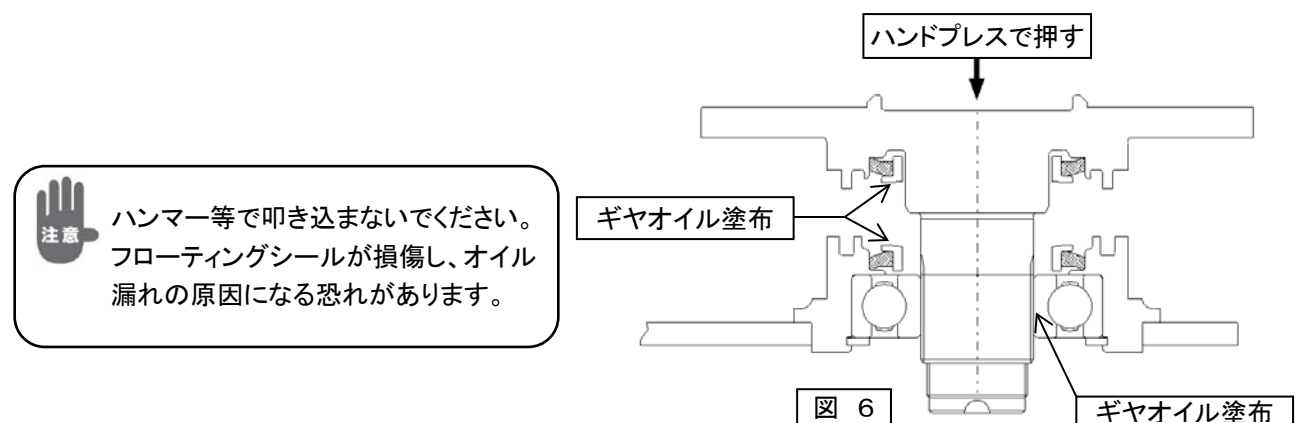 ハンドプレスで押す
注意
ハンマー等で叩き込まないでください。
フローティングシールが損傷し、オイル
漏れの原因になる恐れがあります。
ギヤオイル塗布
図 6
ギヤオイル塗布